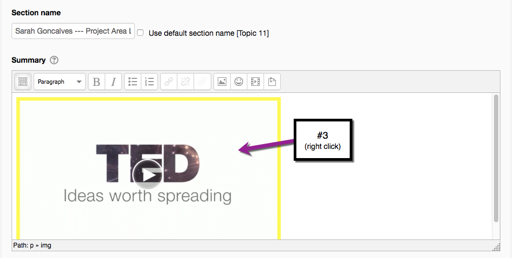 Section name
Sarah Goncalves --- Project Area L
Use default section name [Topic 11]
Summary
Paragraph
B I
#3
(right click)
TED
Ideas worth spreading
Path: p » img